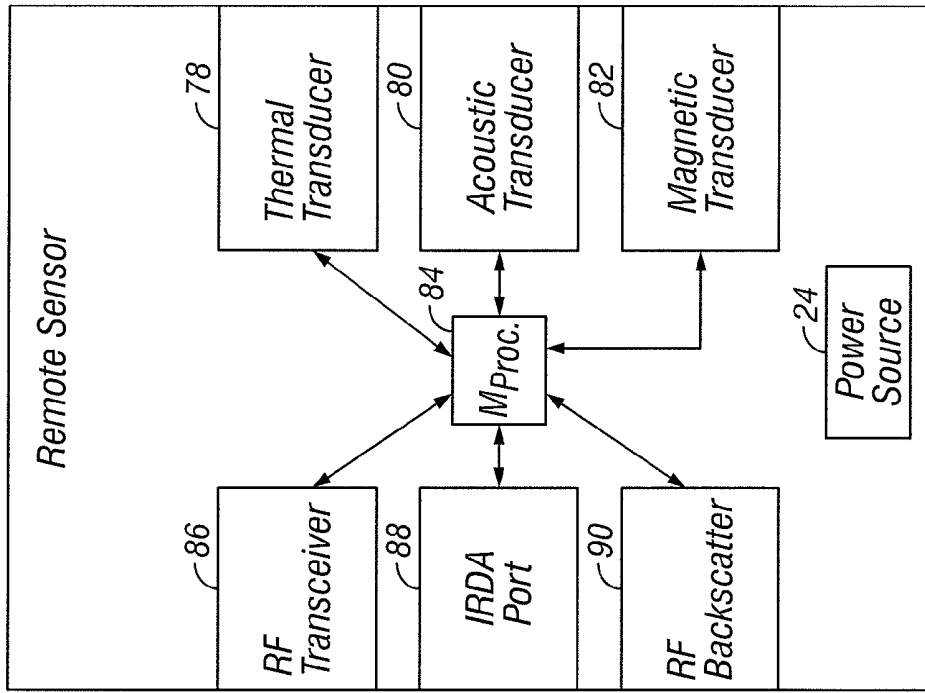 Remote Sensor
86
RF
Transceiver
88
IRDA
Port
90
RF
Backscatter
84
MProc.
78
Thermal
Transducer
80
Acoustic
Transducer
82
Magnetic
Transducer
24
Power
Source